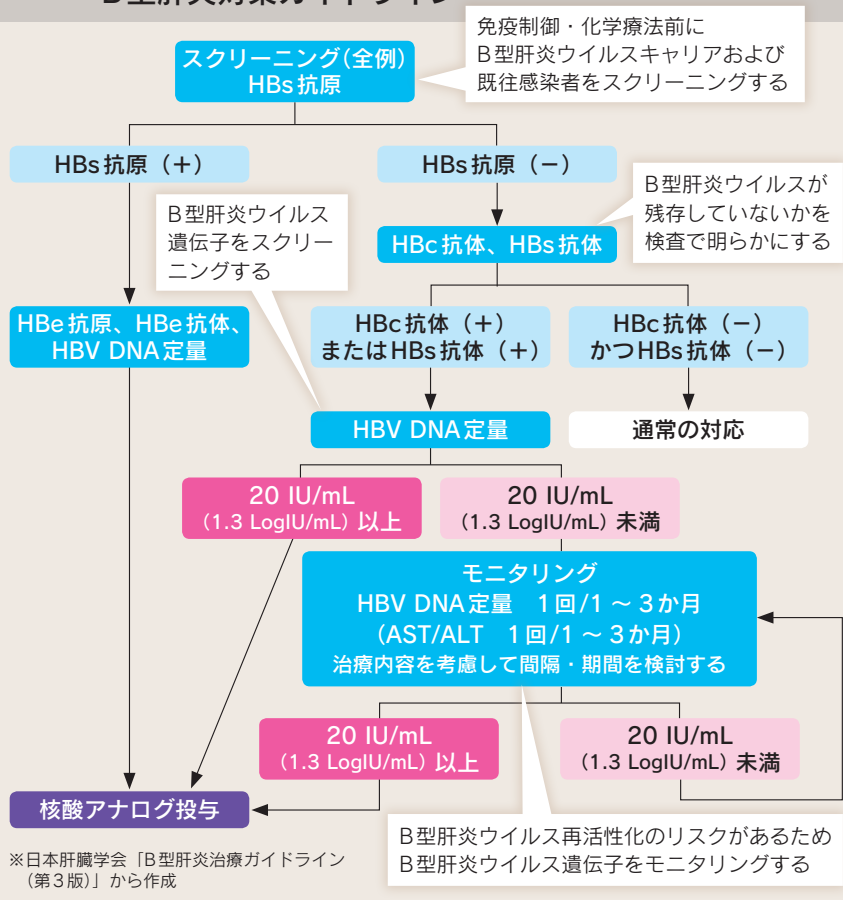 B型肝炎対策ガイドライン
免疫制御・化学療法前に
B型肝炎ウイルスキャリアおよび
既往感染者をスクリーニングする
スクリーニング(全例)
HBs抗原
HBs抗原（＋）
HBs抗原（－）
B型肝炎ウイルスが
残存していないかを
検査で明らかにする
B型肝炎ウイルス
遺伝子をスクリー
ニングする
HBc抗体、HBs抗体
HBe抗原、HBe抗体、
HBV DNA定量
HBc抗体（＋）
またはHBs抗体（＋）
HBc抗体（－）
かつHBs抗体（－）
HBV DNA定量
通常の対応
20 IU/mL
(1.3 LogIU/mL) 以上
20 IU/mL
(1.3 LogIU/mL) 未満
モニタリング
HBV DNA定量　1回/1～3か月
（AST/ALT　1回/1～3か月）
治療内容を考慮して間隔・期間を検討する
20 IU/mL
(1.3 LogIU/mL) 以上
20 IU/mL
(1.3 LogIU/mL) 未満
核酸アナログ投与
B型肝炎ウイルス再活性化のリスクがあるため
B型肝炎ウイルス遺伝子をモニタリングする
※日本肝臓学会「B型肝炎治療ガイドライン
（第3版）」から作成